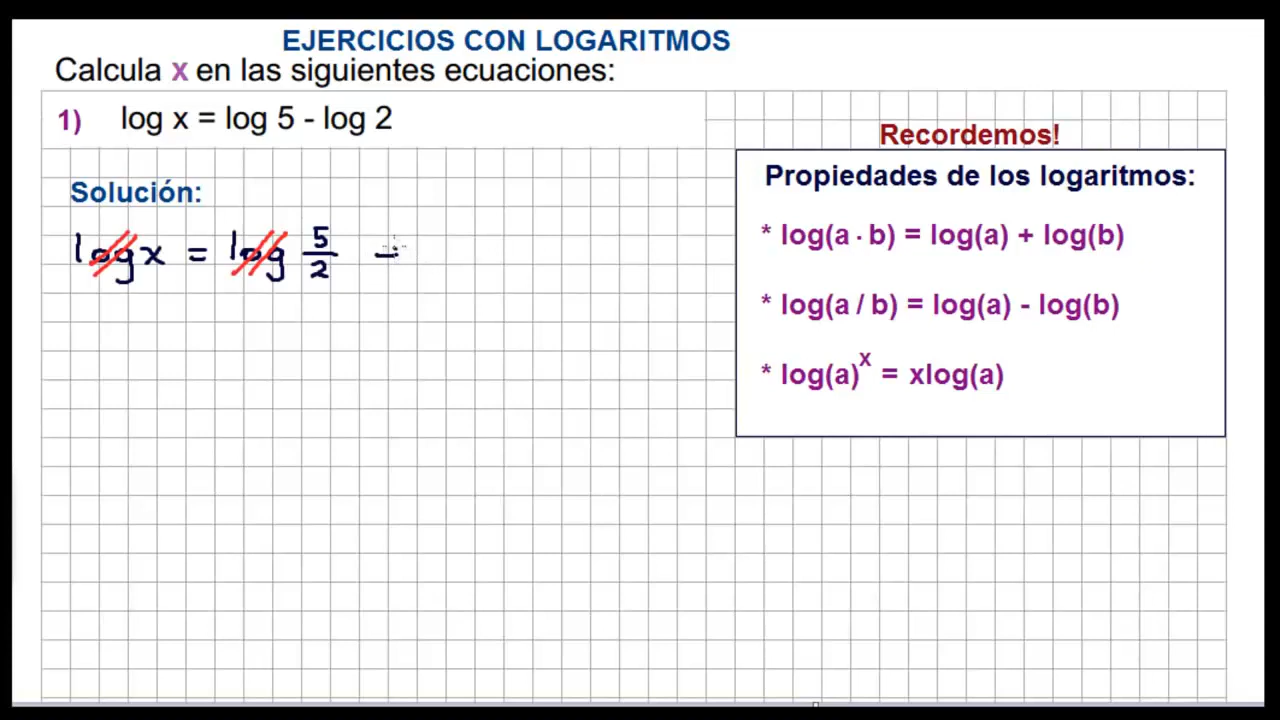 EJERCICIOS CON LOGARITMOS
Calcula x en las siguientes ecuaciones:
1) log x = log 5 - log 2
Solución:
log x = log 5/2 =
Recordemos!
Propiedades de los logaritmos:
* log(a · b) = log(a) + log(b)
* log(a / b) = log(a) - log(b)
* log(a)^x = xlog(a)